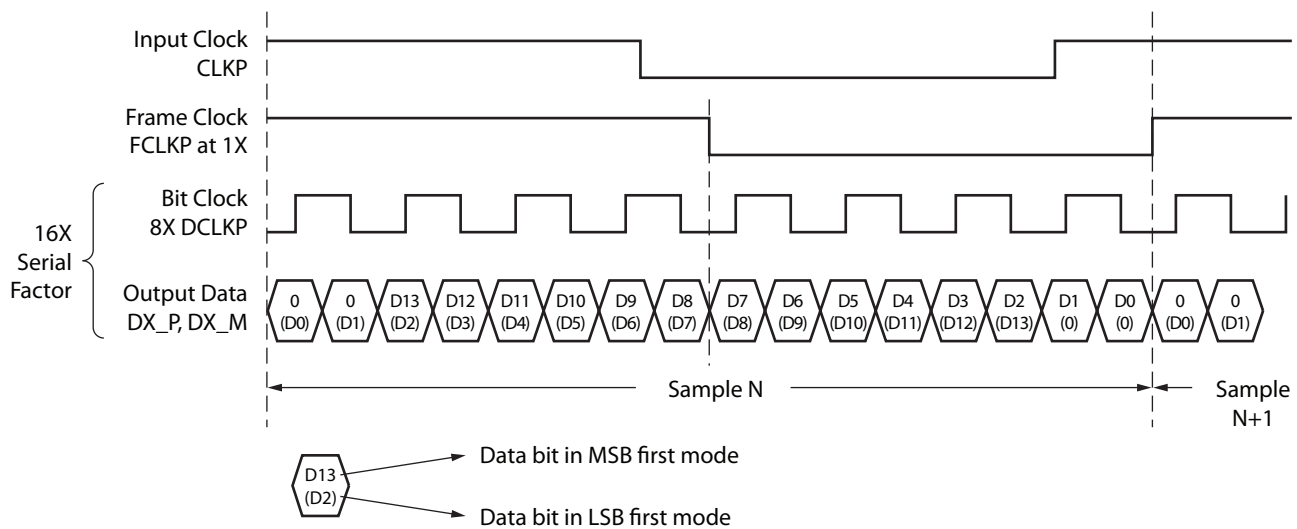 Input Clock
CLKP
Frame Clock
FCLKP at 1X
Bit Clock
8X DCLKP
16X
Serial
Factor
Output Data
DX_P, DX_M
0 0 D13 D12 D11 D10 D9 D8 D7 D6 D5 D4 D3 D2 D1 D0 0 0
(D0) (D1) (D2) (D3) (D4) (D5) (D6) (D7) (D8) (D9) (D10) (D11) (D12) (D13) (0) (0) (D0) (D1)
Sample N
Sample
N+1
D13
(D2)
Data bit in MSB first mode
Data bit in LSB first mode